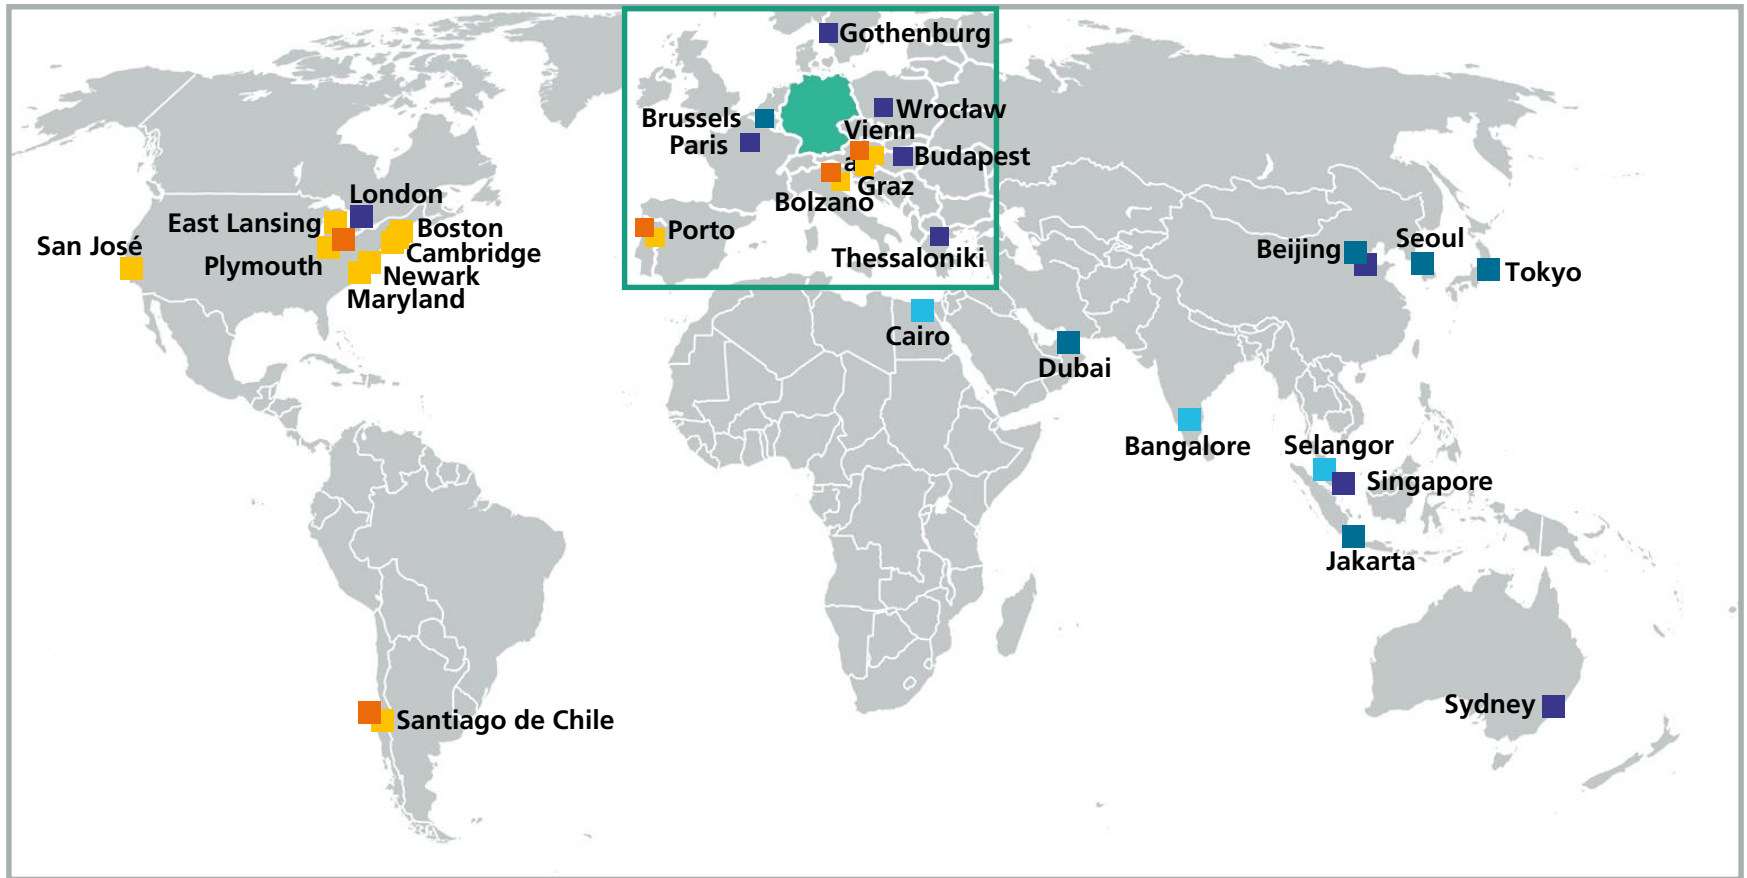 Gothenburg
Brussels
Wrocław
Paris
Vienn
a
Budapest
Graz
Bolzano
Porto
Thessaloniki
London
East Lansing
Boston
San José
Cambridge
Plymouth
Newark
Maryland
Beijing
Seoul
Tokyo
Cairo
Dubai
Bangalore
Selangor
Singapore
Jakarta
Santiago de Chile
Sydney